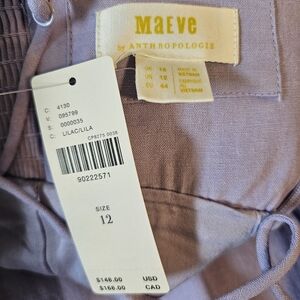 Maeve
by ANTHROPOLOGIE
UK 16
US 12
EU 44
MADE IN
VIETNAM
C: 4130
V: 095799
S: 0000035
C: LILAC/LILA
90222571
SIZE
12
$148.00 USD
$168.00 CAD